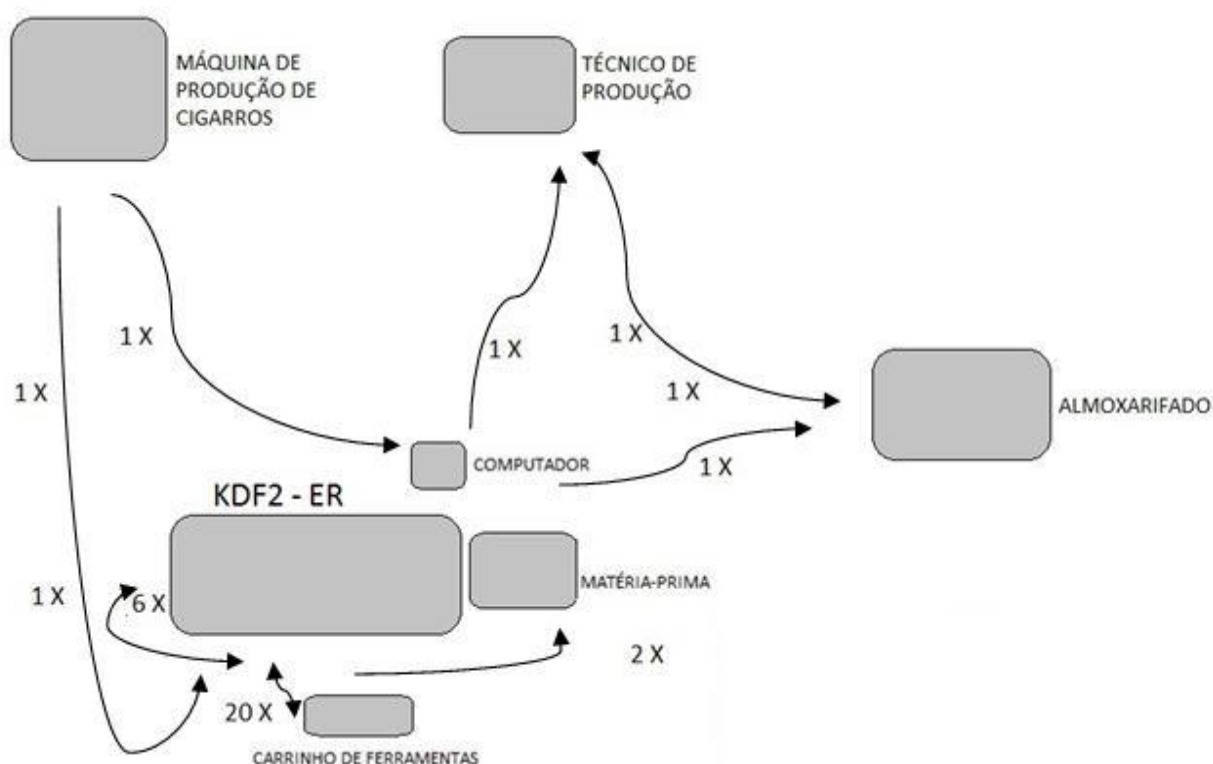 MÁQUINA DE
PRODUÇÃO DE
CIGARROS
TÉCNICO DE
PRODUÇÃO
1 X
1 X
1 X
1 X
1 X
ALMOXARIFADO
COMPUTADOR
1 X
KDF2 - ER
MATÉRIA-PRIMA
1 X
6 X
2 X
20 X
CARRINHO DE FERRAMENTAS